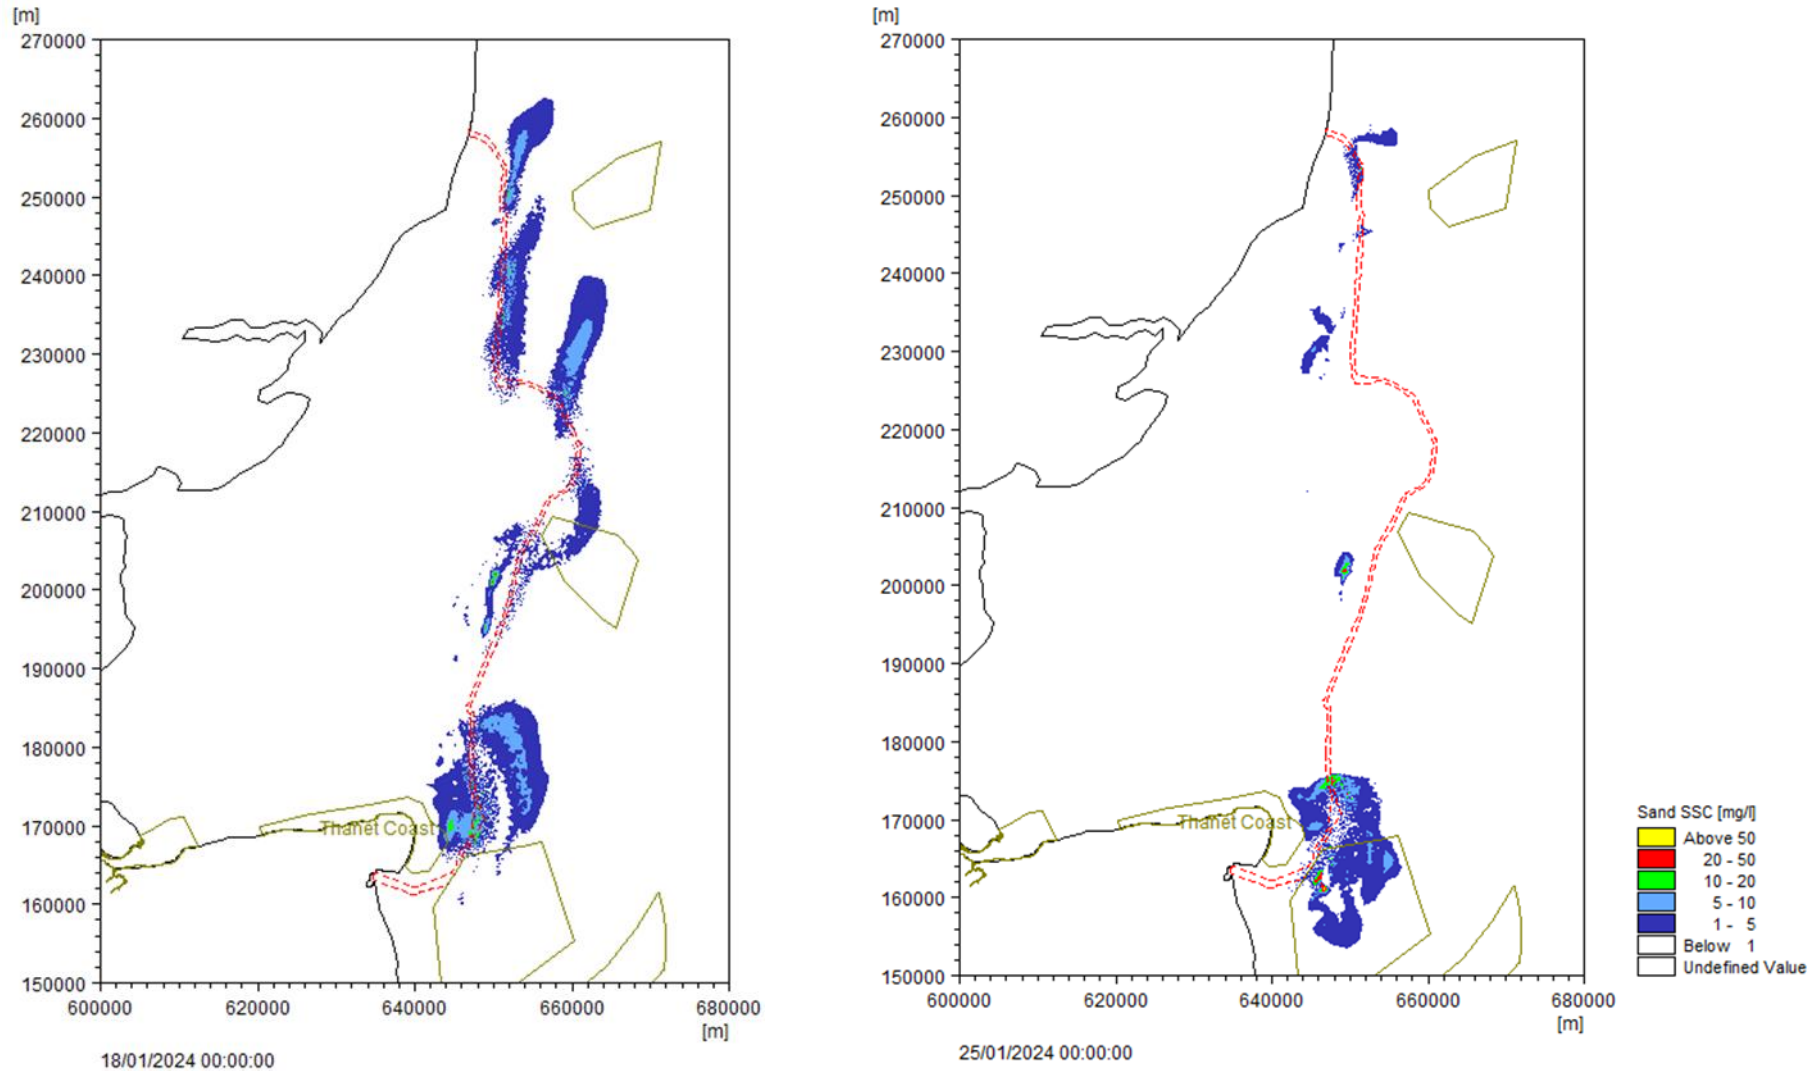 [m]
270000
260000
250000
240000
230000
220000
210000
200000
190000
180000
170000
160000
150000
600000
620000
640000
660000
680000
[m]
Thanet Coast
18/01/2024 00:00:00
[m]
270000
260000
250000
240000
230000
220000
210000
200000
190000
180000
170000
160000
150000
600000
620000
640000
660000
680000
[m]
Thanet Coast
25/01/2024 00:00:00
Sand SSC [mg/l]
Above 50
20 - 50
10 - 20
5 - 10
1 - 5
Below 1
Undefined Value